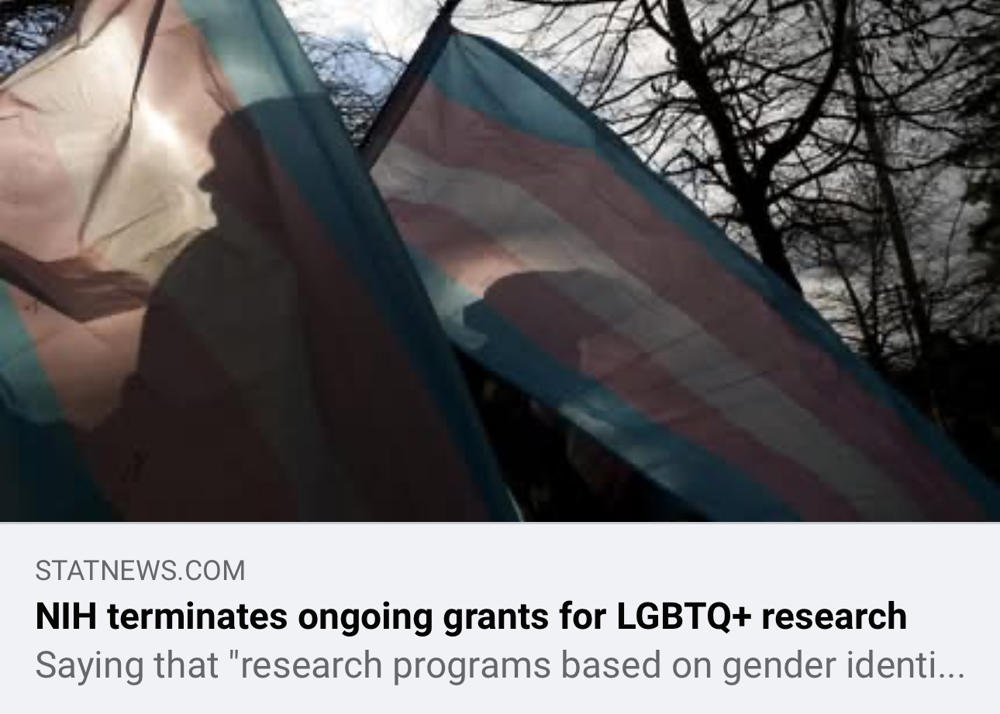 STATNEWS.COM
NIH terminates ongoing grants for LGBTQ+ research
Saying that "research programs based on gender identi...